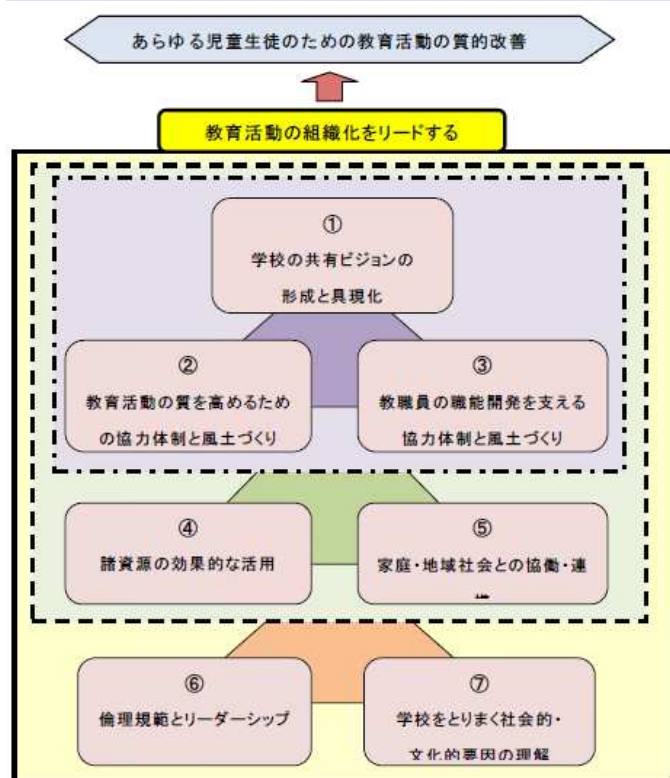 あらゆる児童生徒のための教育活動の質的改善
教育活動の組織化をリードする
①
学校の共有ビジョンの
形成と具現化
②
教育活動の質を高めるため
の協力体制と風土づくり
③
教職員の職能開発を支える
協力体制と風土づくり
④
諸資源の効果的な活用
⑤
家庭・地域社会との協働・連
⑥
倫理規範とリーダーシップ
⑦
学校をとりまく社会的・
文化的要因の理解